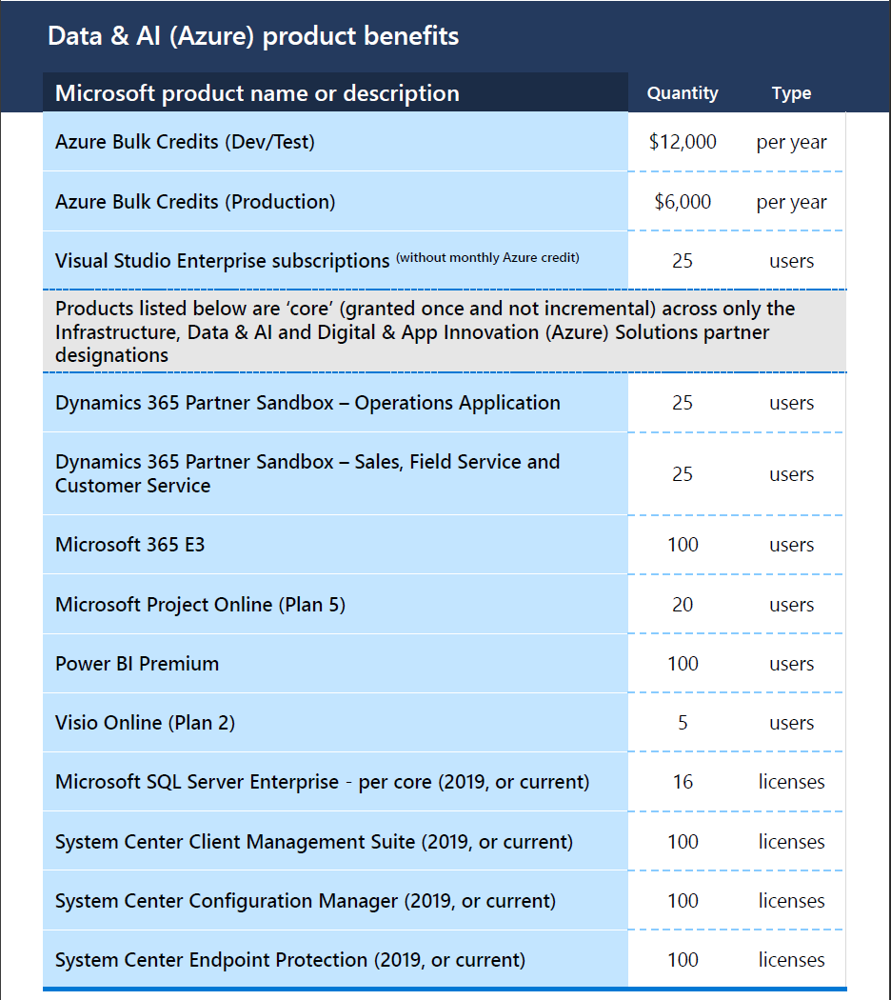 Data & AI (Azure) product benefits
Microsoft product name or description Quantity Type
Azure Bulk Credits (Dev/Test) $12,000 per year
Azure Bulk Credits (Production) $6,000 per year
Visual Studio Enterprise subscriptions (without monthly Azure credit) 25 users
Products listed below are ‘core’ (granted once and not incremental) across only the
Infrastructure, Data & AI and Digital & App Innovation (Azure) Solutions partner
designations
Dynamics 365 Partner Sandbox – Operations Application 25 users
Dynamics 365 Partner Sandbox – Sales, Field Service and
Customer Service 25 users
Microsoft 365 E3 100 users
Microsoft Project Online (Plan 5) 20 users
Power BI Premium 100 users
Visio Online (Plan 2) 5 users
Microsoft SQL Server Enterprise - per core (2019, or current) 16 licenses
System Center Client Management Suite (2019, or current) 100 licenses
System Center Configuration Manager (2019, or current) 100 licenses
System Center Endpoint Protection (2019, or current) 100 licenses